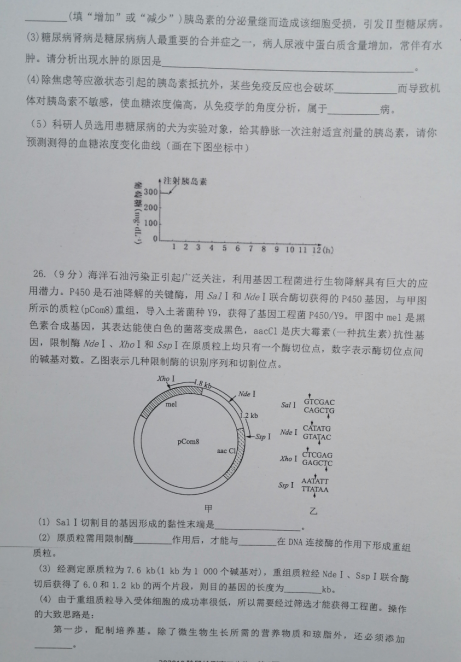 ________(填“增加”或“减少”)胰岛素的分泌量继而造成该细胞受损,引发Ⅱ型糖尿病。
(3)糖尿病肾病是糖尿病病人最重要的合并症之一,病人尿液中蛋白质含量增加,常伴有水
肿。请分析出现水肿的原因是________________。
(4)除焦虑等应激状态引起的胰岛素抵抗外,某些免疫反应也会破坏________而导致机
体对胰岛素不敏感,使血糖浓度偏高,从免疫学的角度分析,属于________病。
(5)科研人员选用患糖尿病的犬为实验对象,给其静脉一次注射适宜剂量的胰岛素,请你
预测测得的血糖浓度变化曲线(画在下图坐标中)
注射胰岛素
300
200
100
0
(mg·dL⁻¹)
1 2 3 4 5 6 7 8 9 10 11 12(h)
26.(9分)海洋石油污染正引起广泛关注,利用基因工程菌进行生物降解具有巨大的应
用潜力。P450是石油降解的关键酶,用SalⅠ和NdeⅠ联合酶切获得的P450基因,与甲图
所示的质粒(pCom8)重组,导入土著菌种Y9,获得了基因工程菌P450/Y9。甲图中mel是黑
色素合成基因,其表达能使白色的菌落变成黑色,aacCl是庆大霉素(一种抗生素)抗性基
因,限制酶NdeⅠ、XhoⅠ和SspⅠ在质粒上均只有一个酶切位点,数字表示酶切位点间
的碱基对数。乙图表示几种限制酶的识别序列和切割位点。
XhoⅠ
1.8 kb
NdeⅠ
mel
1.2 kb
SspⅠ
pCom8
aac Cl
甲
SalⅠ GTCGAC
CAGCTG
NdeⅠ CATATG
GTATAC
XhoⅠ CTCGAG
GAGCTC
SspⅠ AATATT
TTATAA
乙
(1) SalⅠ切割目的基因形成的黏性末端是________。
(2) 原质粒需用限制酶________作用后,才能与________在DNA连接酶的作用下形成重组
质粒。
(3) 经测定原质粒为7.6 kb(1 kb为1 000个碱基对),重组质粒经NdeⅠ、SspⅠ联合酶
切后获得了6.0和1.2 kb的两个片段,则目的基因的长度为________kb。
(4) 由于重组质粒导入受体细胞的成功率很低,所以需要经过筛选才能获得工程菌。操作
的大致思路是:
第一步,配制培养基。除了微生物生长所需的营养物质和琼脂外,还必须添加
________。